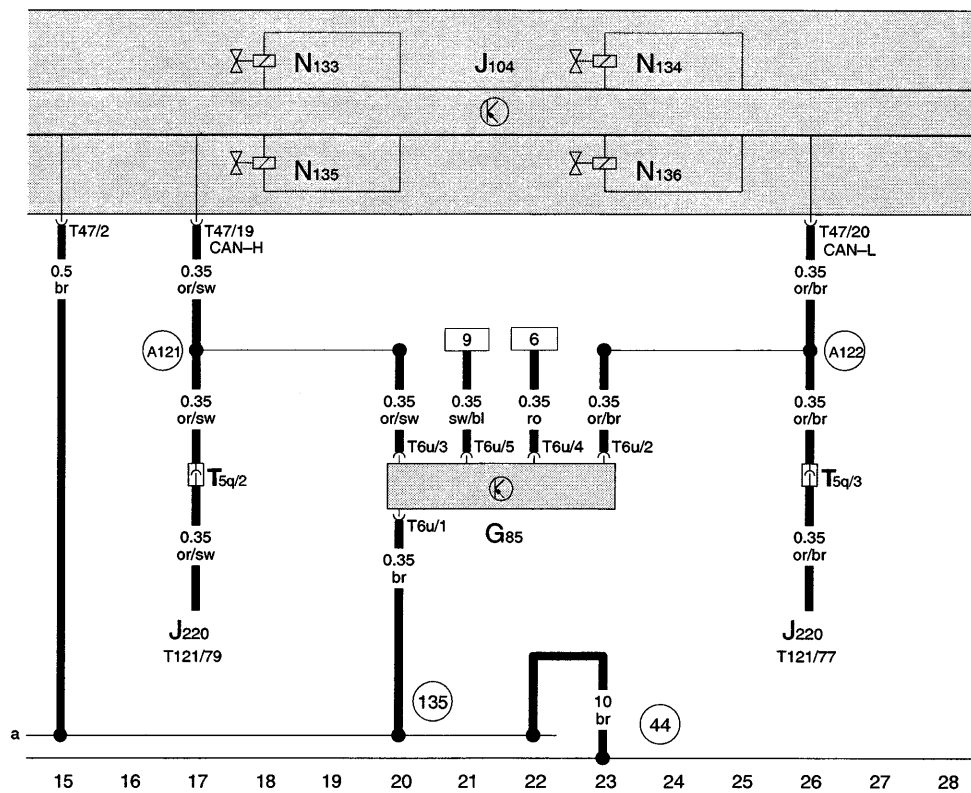 N133 J104 N134
N135 N136
T47/2 T47/19 T47/20
CAN–H CAN–L
0.5 0.35 0.35
br or/sw or/br
9 6
A121 A122
0.35 0.35 0.35 0.35 0.35 0.35
or/sw or/sw sw/bl ro or/br or/br
T6u/3 T6u/5 T6u/4 T6u/2
T5q/2 T5q/3
G85
T6u/1
0.35 0.35 0.35
or/sw br or/br
J220 J220
T121/79 T121/77
135 10 44
br
a
15 16 17 18 19 20 21 22 23 24 25 26 27 28